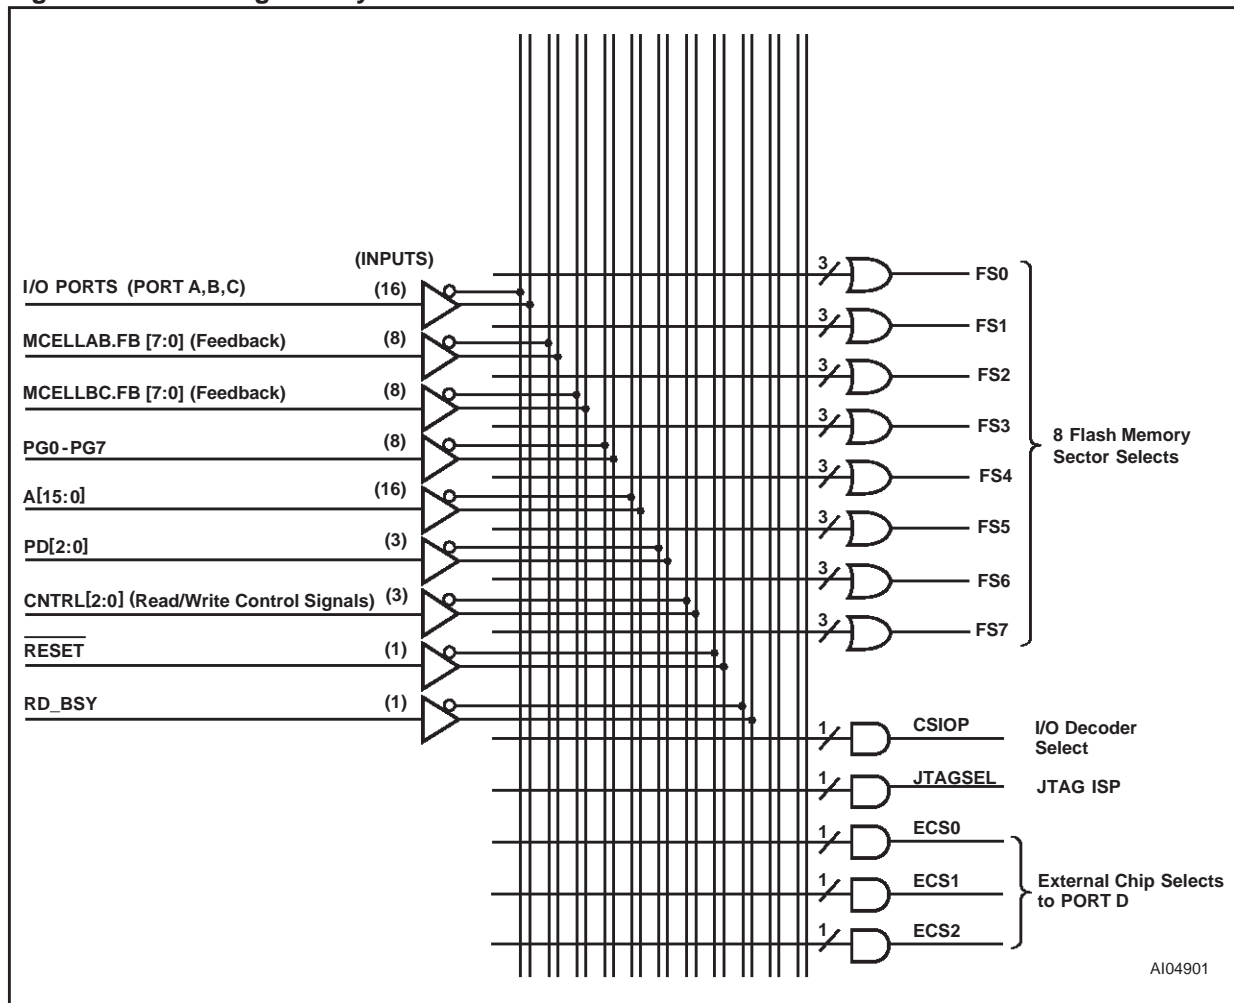 (INPUTS)
I/O PORTS (PORT A,B,C) (16)
MCELLAB.FB [7:0] (Feedback) (8)
MCELLBC.FB [7:0] (Feedback) (8)
PG0-PG7 (8)
A[15:0] (16)
PD[2:0] (3)
CNTRL[2:0] (Read/Write Control Signals) (3)
RESET (1)
RD_BSY (1)
3 FS0
3 FS1
3 FS2
3 FS3
3 FS4
3 FS5
3 FS6
3 FS7
8 Flash Memory
Sector Selects
1 CSIOP
I/O Decoder
Select
1 JTAGSEL JTAG ISP
1 ECS0
1 ECS1
1 ECS2
External Chip Selects
to PORT D
AI04901